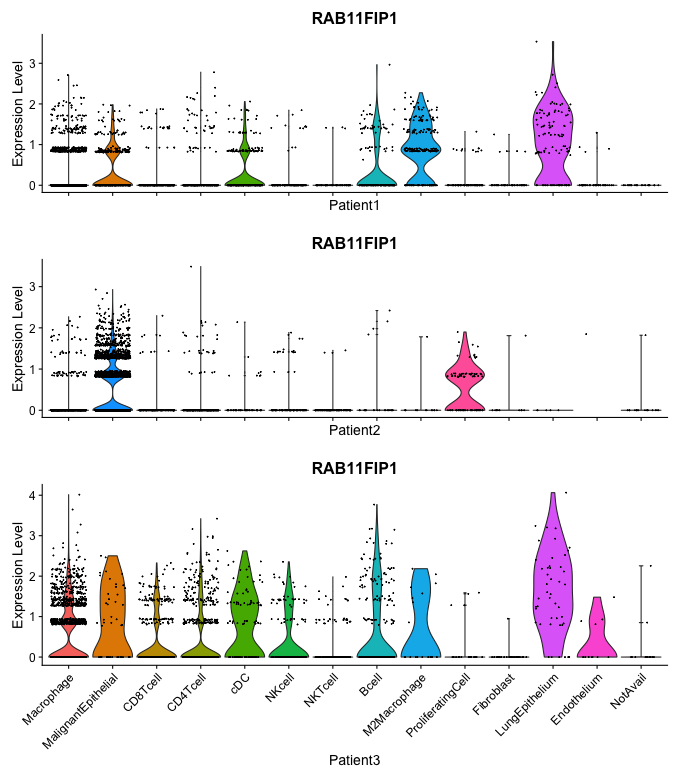 RAB11FIP1
Expression Level
3
2
1
0
Patient1
RAB11FIP1
Expression Level
3
2
1
0
Patient2
RAB11FIP1
Expression Level
4
3
2
1
0
Macrophage
MalignantEpithelial
CD8Tcell
CD4Tcell
cDC
NKcell
NKTcell
Bcell
M2Macrophage
ProliferatingCell
Fibroblast
LungEpithelium
Endothelium
NotAvail
Patient3